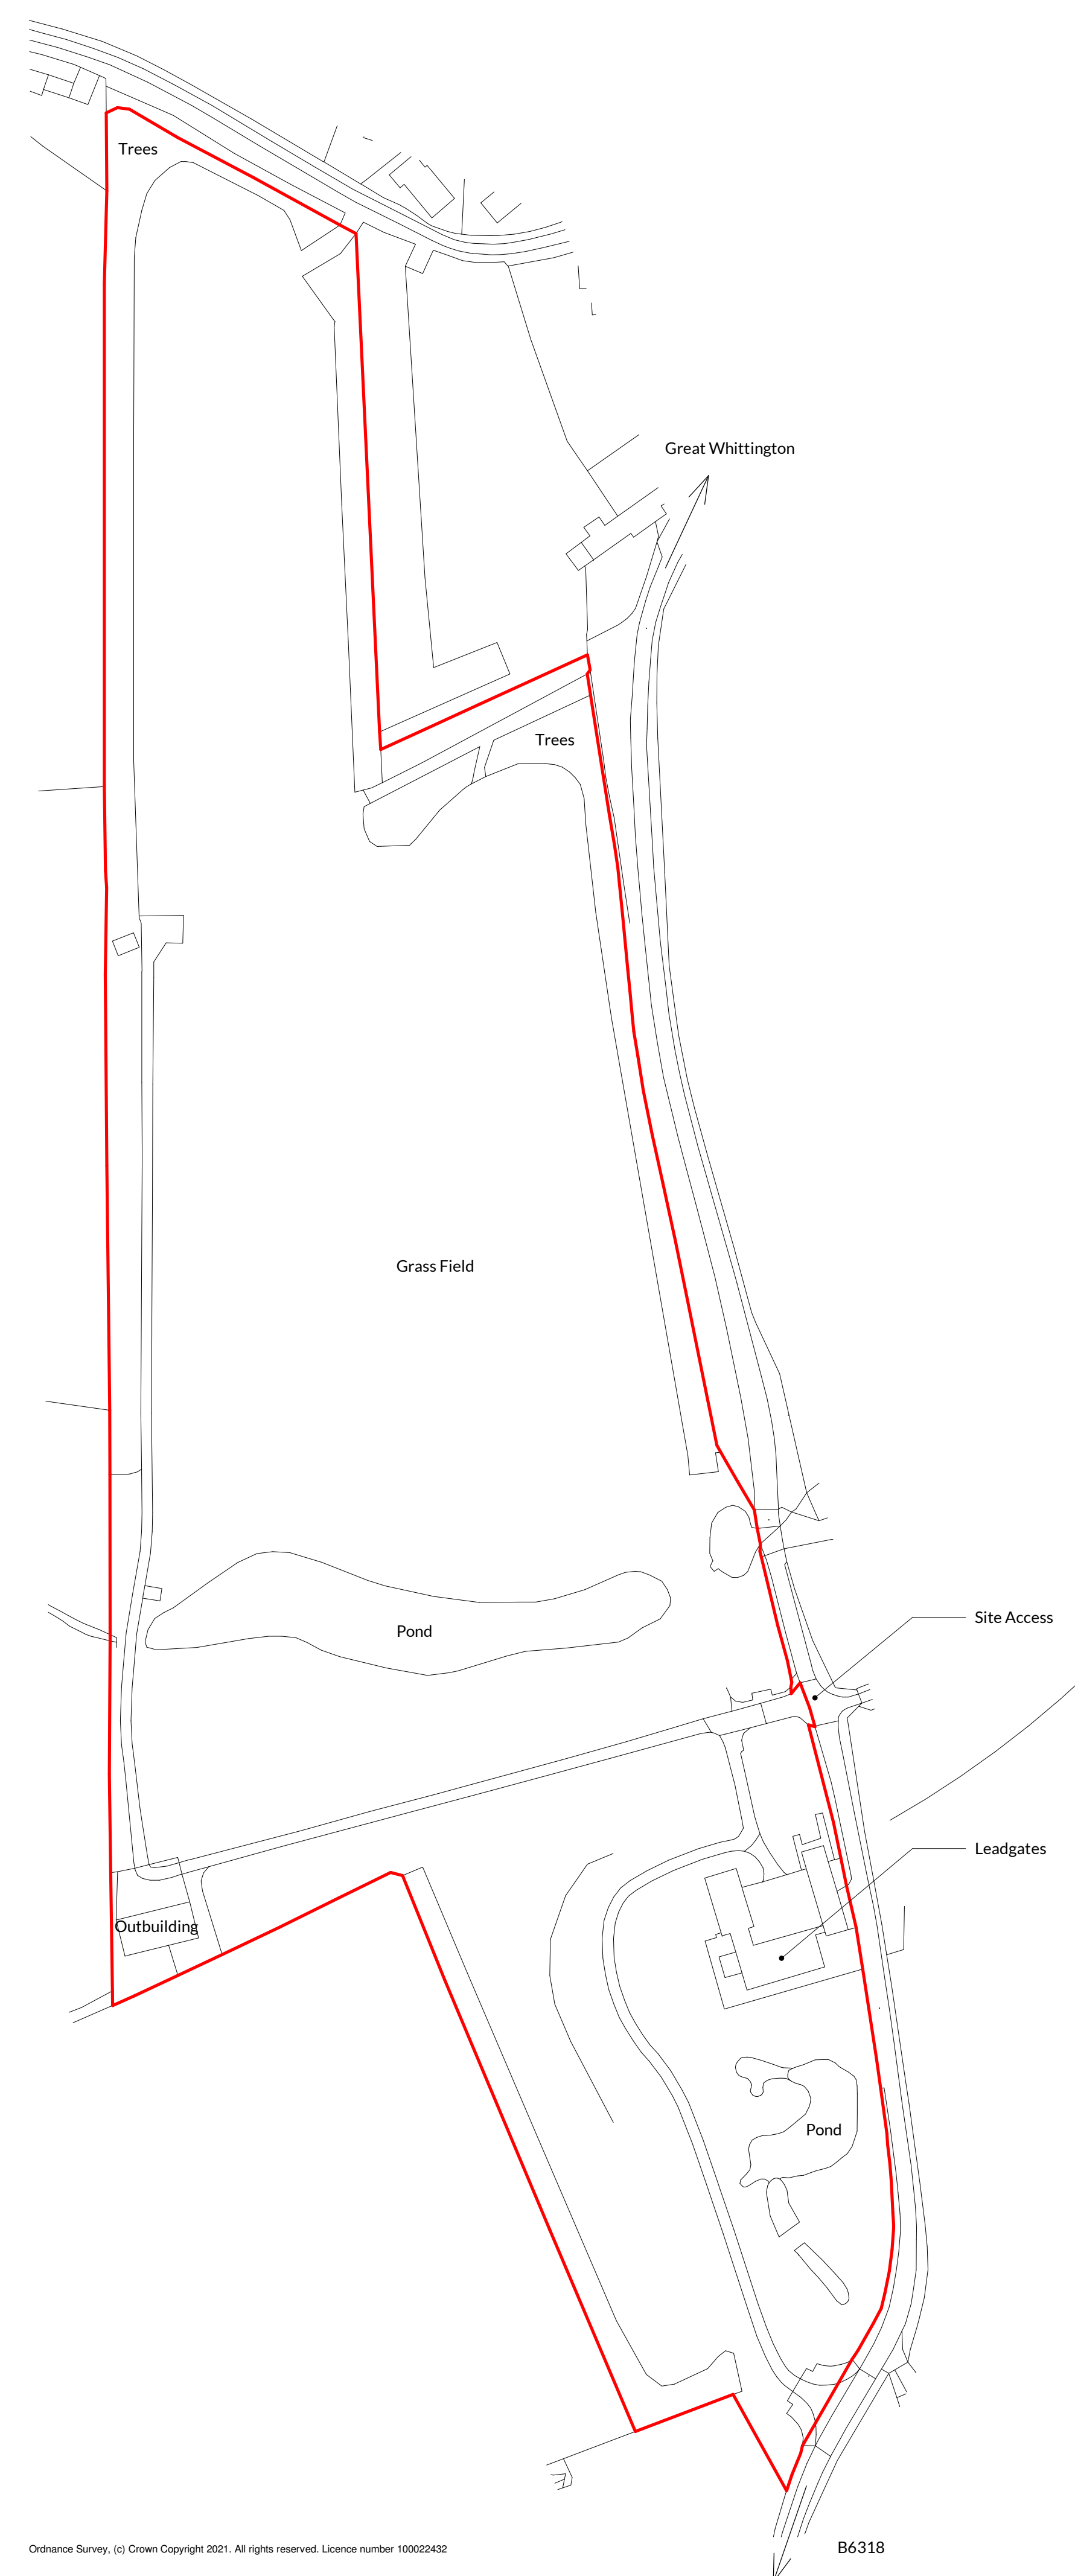 Trees
Great Whittington
Trees
Grass Field
Site Access
Pond
Leadgates
Outbuilding
Pond
B6318
Ordnance Survey, (c) Crown Copyright 2021. All rights reserved. Licence number 100022432